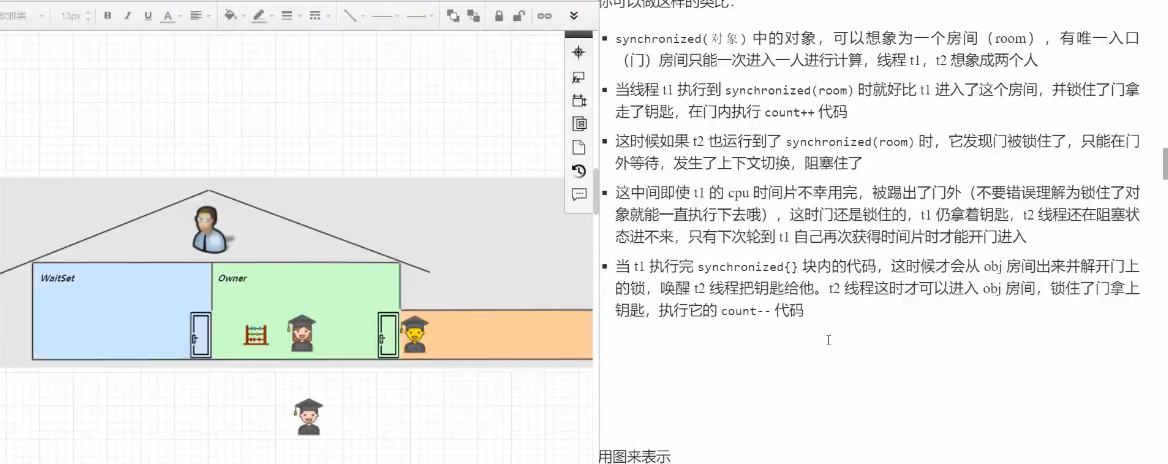 13px
B I U A
WaitSet
Owner
你可以做这样的类比：
synchronized(对象) 中的对象，可以想象为一个房间（room），有唯一入口
（门）房间只能一次进入一人进行计算，线程 t1，t2 想象成两个人
当线程 t1 执行到 synchronized(room) 时就好比 t1 进入了这个房间，并锁住了门拿
走了钥匙，在门内执行 count++ 代码
这时候如果 t2 也运行到了 synchronized(room) 时，它发现门被锁住了，只能在门
外等待，发生了上下文切换，阻塞住了
这中间即使 t1 的 cpu 时间片不幸用完，被踢出了门外（不要错误理解为锁住了对
象就能一直执行下去哦），这时门还是锁住的，t1 仍拿着钥匙，t2 线程还在阻塞状
态进不来，只有下次轮到 t1 自己再次获得时间片时才能开门进入
当 t1 执行完 synchronized{} 块内的代码，这时候才会从 obj 房间出来并解开门上
的锁，唤醒 t2 线程把钥匙给他。t2 线程这时才可以进入 obj 房间，锁住了门拿上
钥匙，执行它的 count-- 代码
用图来表示